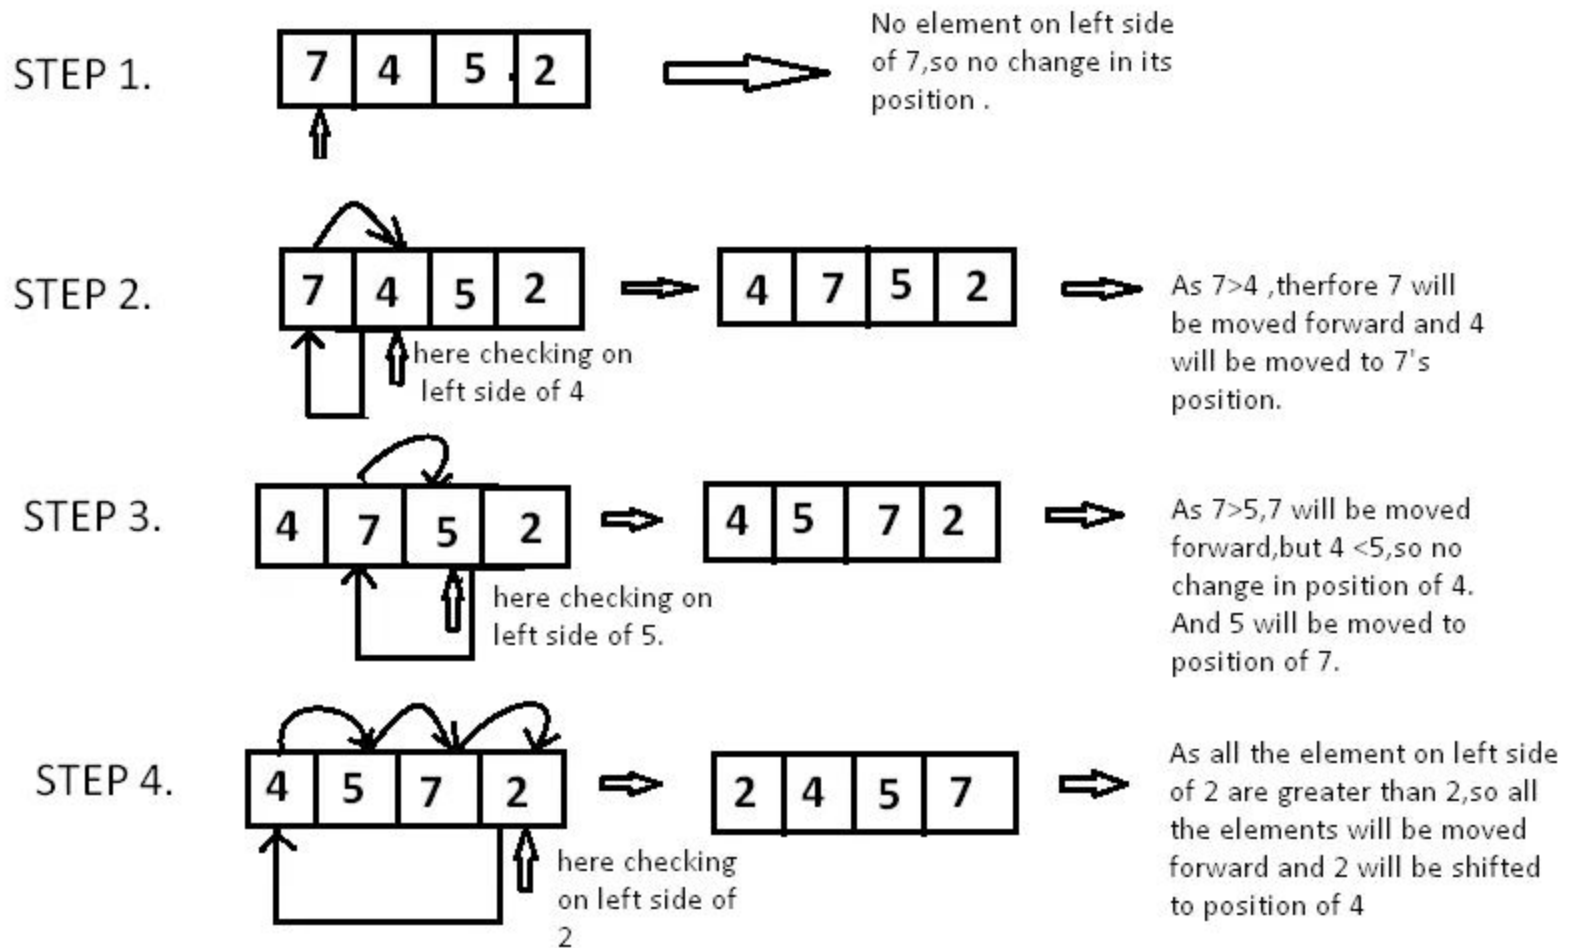 STEP 1.
7 4 5 2
No element on left side
of 7,so no change in its
position .
STEP 2.
7 4 5 2
here checking on
left side of 4
4 7 5 2
As 7>4 ,therfore 7 will
be moved forward and 4
will be moved to 7's
position.
STEP 3.
4 7 5 2
here checking on
left side of 5.
4 5 7 2
As 7>5,7 will be moved
forward,but 4 <5,so no
change in position of 4.
And 5 will be moved to
position of 7.
STEP 4.
4 5 7 2
here checking
on left side of
2
2 4 5 7
As all the element on left side
of 2 are greater than 2,so all
the elements will be moved
forward and 2 will be shifted
to position of 4